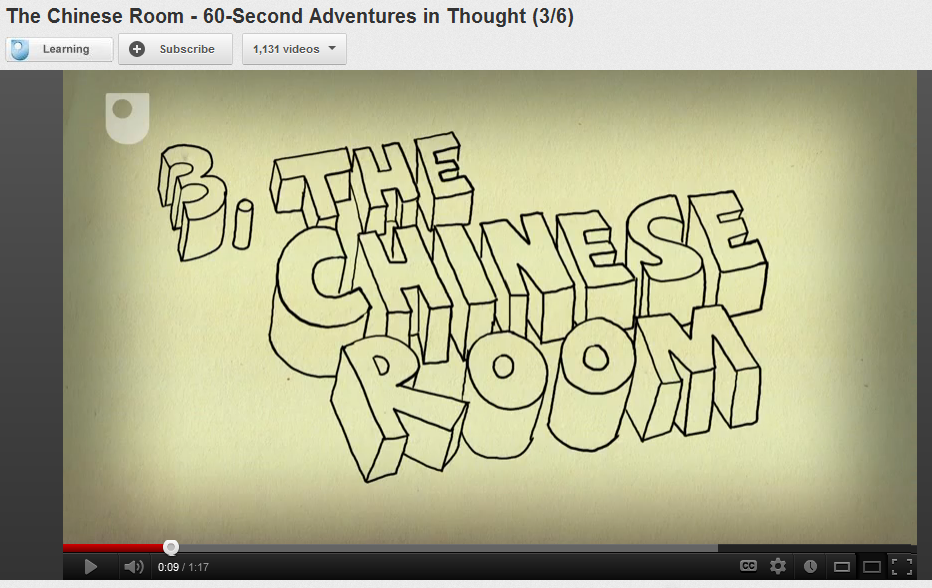 The Chinese Room - 60-Second Adventures in Thought (3/6)
Learning
Subscribe
1,131 videos
3.
THE
CHINESE
ROOM
0:09 / 1:17
CC